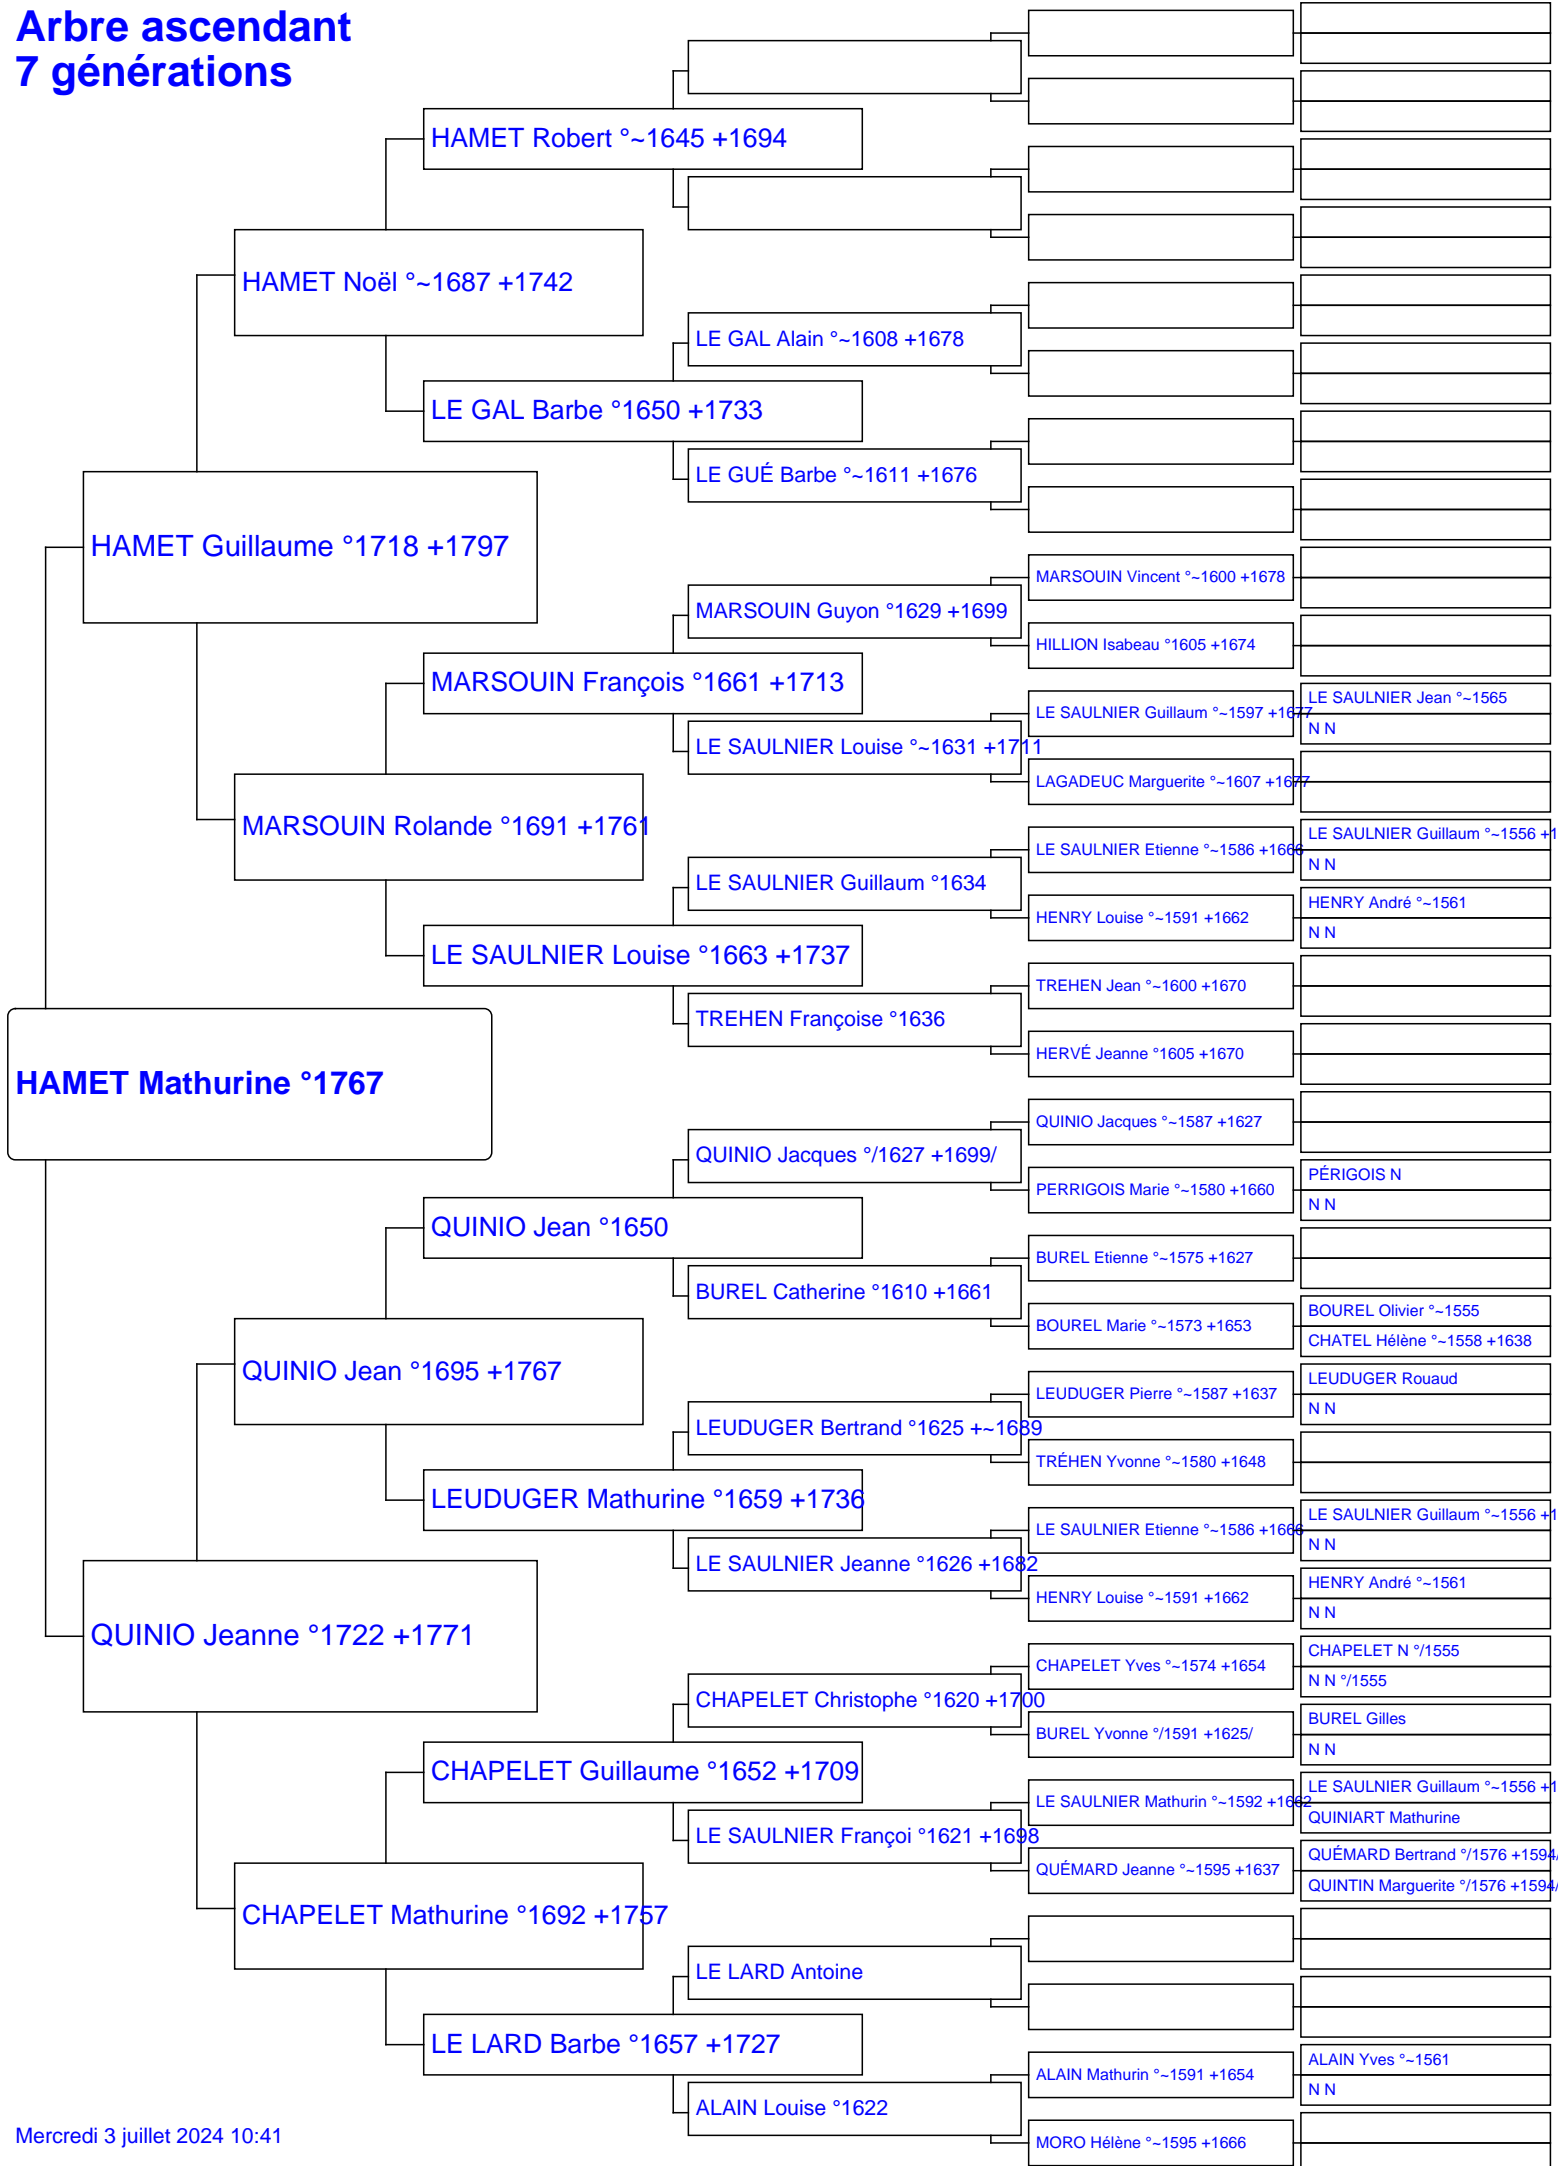 Arbre ascendant
7 générations
HAMET Robert °~1645 +1694
HAMET Noël °~1687 +1742
LE GAL Alain °~1608 +1678
LE GAL Barbe °1650 +1733
LE GUÉ Barbe °~1611 +1676
HAMET Guillaume °1718 +1797
MARSOUIN Vincent °~1600 +1678
MARSOUIN Guyon °1629 +1699
HILLION Isabeau °1605 +1674
MARSOUIN François °1661 +1713
LE SAULNIER Jean °~1565
LE SAULNIER Guillaum °~1597 +1677
N N
LE SAULNIER Louise °~1631 +1711
LAGADEUC Marguerite °~1607 +1677
MARSOUIN Rolande °1691 +1761
LE SAULNIER Guillaum °~1556 +1
LE SAULNIER Etienne °~1586 +1666
N N
LE SAULNIER Guillaum °1634
HENRY André °~1561
HENRY Louise °~1591 +1662
N N
LE SAULNIER Louise °1663 +1737
TREHEN Jean °~1600 +1670
TREHEN Françoise °1636
HERVÉ Jeanne °1605 +1670
HAMET Mathurine °1767
QUINIO Jacques °~1587 +1627
QUINIO Jacques °/1627 +1699/
PÉRIGOIS N
PERRIGOIS Marie °~1580 +1660
N N
QUINIO Jean °1650
BUREL Etienne °~1575 +1627
BUREL Catherine °1610 +1661
BOUREL Olivier °~1555
BOUREL Marie °~1573 +1653
CHATEL Hélène °~1558 +1638
QUINIO Jean °1695 +1767
LEUDUGER Rouaud
LEUDUGER Pierre °~1587 +1637
N N
LEUDUGER Bertrand °1625 +~1689
TRÉHEN Yvonne °~1580 +1648
LEUDUGER Mathurine °1659 +1736
LE SAULNIER Guillaum °~1556 +1
LE SAULNIER Etienne °~1586 +1666
N N
LE SAULNIER Jeanne °1626 +1682
HENRY André °~1561
HENRY Louise °~1591 +1662
N N
QUINIO Jeanne °1722 +1771
CHAPELET N °/1555
CHAPELET Yves °~1574 +1654
N N °/1555
CHAPELET Christophe °1620 +1700
BUREL Gilles
BUREL Yvonne °/1591 +1625/
N N
CHAPELET Guillaume °1652 +1709
LE SAULNIER Guillaum °~1556 +1
LE SAULNIER Mathurin °~1592 +1662
QUINIART Mathurine
LE SAULNIER Françoi °1621 +1698
QUÉMARD Bertrand °/1576 +1594/
QUÉMARD Jeanne °~1595 +1637
QUINTIN Marguerite °/1576 +1594/
CHAPELET Mathurine °1692 +1757
LE LARD Antoine
LE LARD Barbe °1657 +1727
ALAIN Yves °~1561
ALAIN Mathurin °~1591 +1654
N N
ALAIN Louise °1622
MORO Hélène °~1595 +1666
Mercredi 3 juillet 2024 10:41